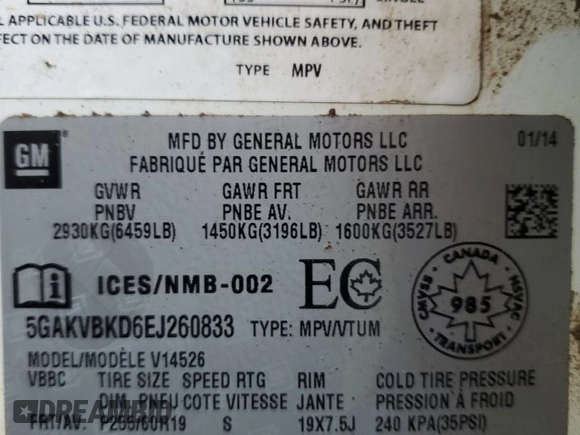 L APPLICABLE U.S. FEDERAL MOTOR VEHICLE SAFETY, AND THEFT
EFFECT ON THE DATE OF MANUFACTURE SHOWN ABOVE.
TYPE MPV
GM
MFD BY GENERAL MOTORS LLC
01/14
FABRIQUÉ PAR GENERAL MOTORS LLC
GVWR GAWR FRT GAWR RR
PNBV PNBE AV. PNBE ARR.
2930KG(6459LB) 1450KG(3196LB) 1600KG(3527LB)
ICES/NMB-002 EC
CANADA
CMVSS 985 NSVAC
TRANSPORT
5GAKVBKD6EJ260833 TYPE: MPV/VTUM
MODEL/MODÈLE V14526
VBBC TIRE SIZE SPEED RTG RIM COLD TIRE PRESSURE
DIM. PNEU COTE VITESSE JANTE PRESSION À FROID
FRT/AV. P255/60R19 S 19X7.5J 240 KPA(35PSI)
DREAMBID